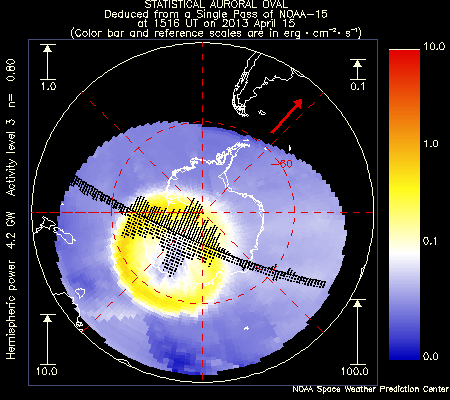 STATISTICAL AURORAL OVAL
Deduced from a Single Pass of NOAA-15
at 1516 UT on 2013 April 15
(Color bar and reference scales are in erg·cm⁻²·s⁻¹)
Hemispheric power 4.2 GW Activity level 3 n= 0.80
1.0
0.1
10.0
1.0
0.1
0.0
-60
10.0
100.0
NOAA Space Weather Prediction Center